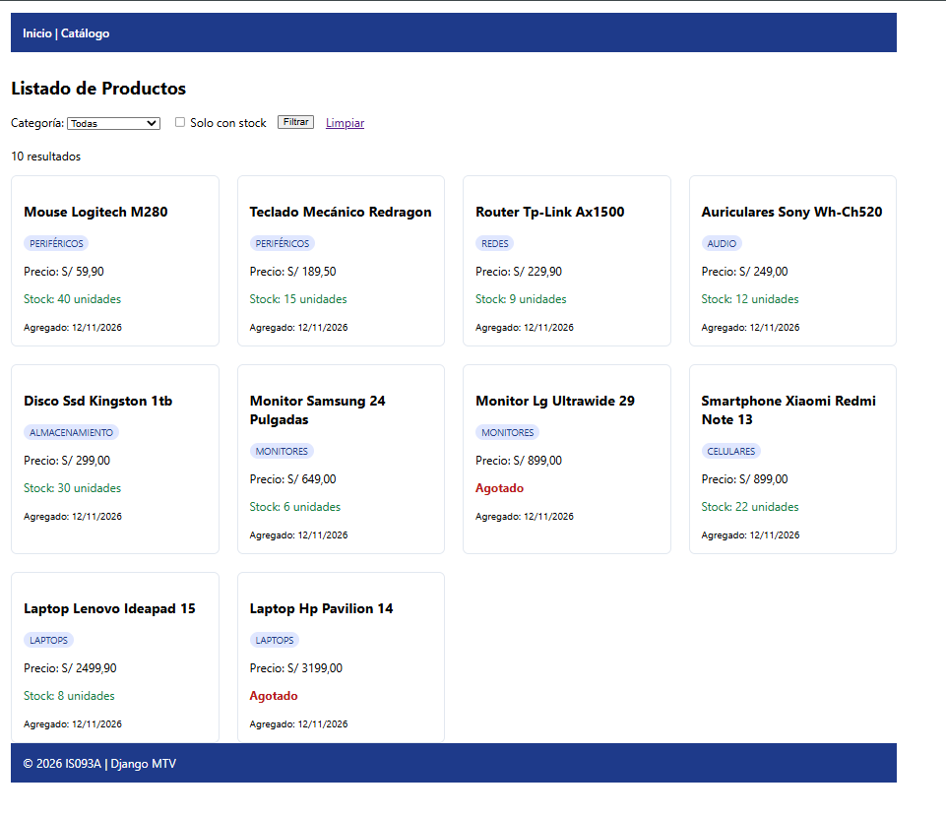 Inicio | Catálogo
Listado de Productos
Categoría: Todas Solo con stock Filtrar Limpiar
10 resultados
Mouse Logitech M280
PERIFÉRICOS
Precio: S/ 59,90
Stock: 40 unidades
Agregado: 12/11/2026
Teclado Mecánico Redragon
PERIFÉRICOS
Precio: S/ 189,50
Stock: 15 unidades
Agregado: 12/11/2026
Router Tp-Link Ax1500
REDES
Precio: S/ 229,90
Stock: 9 unidades
Agregado: 12/11/2026
Auriculares Sony Wh-Ch520
AUDIO
Precio: S/ 249,00
Stock: 12 unidades
Agregado: 12/11/2026
Disco Ssd Kingston 1tb
ALMACENAMIENTO
Precio: S/ 299,00
Stock: 30 unidades
Agregado: 12/11/2026
Monitor Samsung 24
Pulgadas
MONITORES
Precio: S/ 649,00
Stock: 6 unidades
Agregado: 12/11/2026
Monitor Lg Ultrawide 29
MONITORES
Precio: S/ 899,00
Agotado
Agregado: 12/11/2026
Smartphone Xiaomi Redmi
Note 13
CELULARES
Precio: S/ 899,00
Stock: 22 unidades
Agregado: 12/11/2026
Laptop Lenovo Ideapad 15
LAPTOPS
Precio: S/ 2499,90
Stock: 8 unidades
Agregado: 12/11/2026
Laptop Hp Pavilion 14
LAPTOPS
Precio: S/ 3199,00
Agotado
Agregado: 12/11/2026
© 2026 IS093A | Django MTV